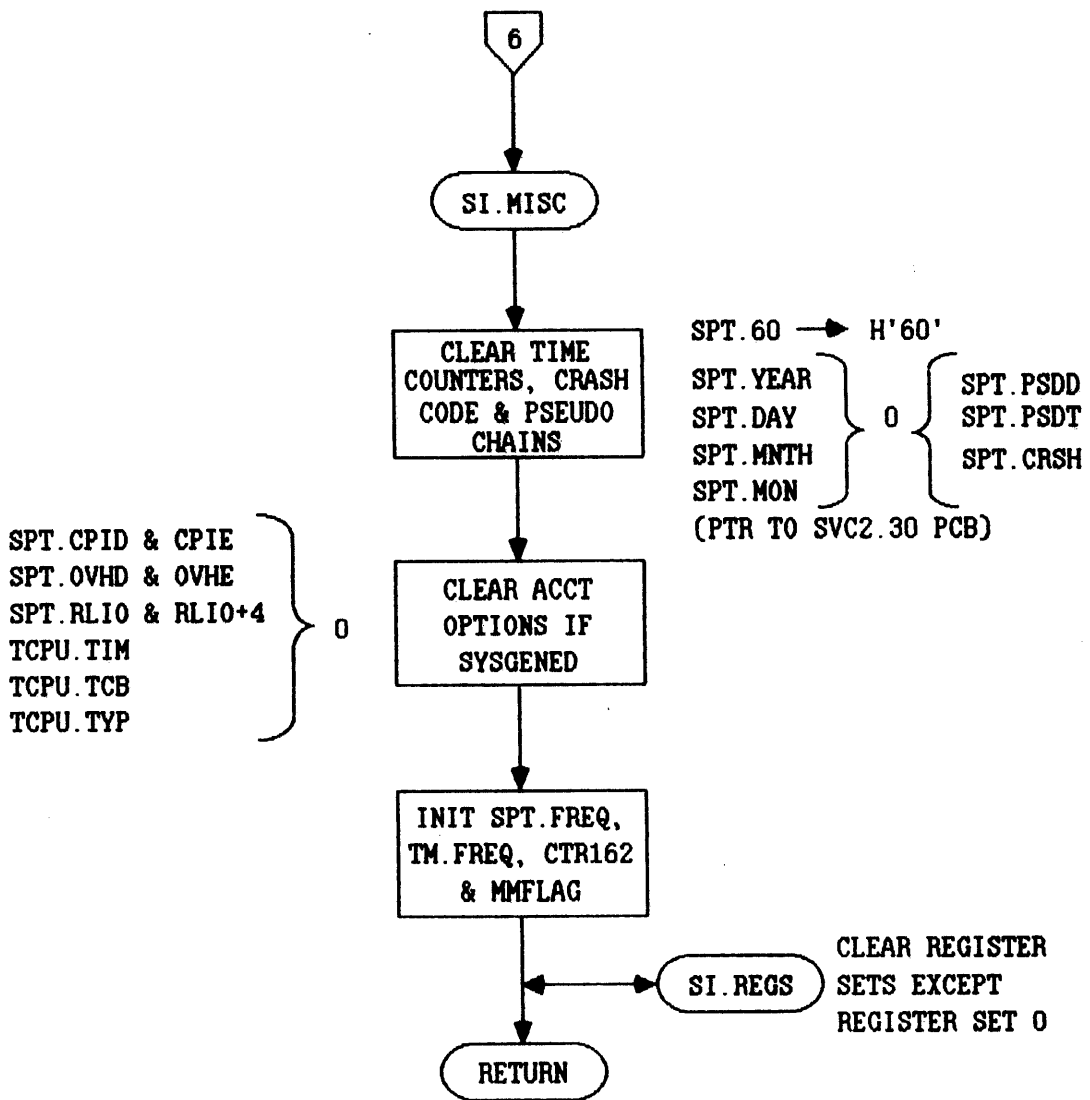 6
SI.MISC
CLEAR TIME
COUNTERS, CRASH
CODE & PSEUDO
CHAINS
SPT.60 → H'60'
SPT.YEAR
SPT.DAY
SPT.MNTH
SPT.MON
(PTR TO SVC2.30 PCB)
0
SPT.PSDD
SPT.PSDT
SPT.CRSH
SPT.CPID & CPIE
SPT.OVHD & OVHE
SPT.RLIO & RLIO+4
TCPU.TIM
TCPU.TCB
TCPU.TYP
0
CLEAR ACCT
OPTIONS IF
SYSGENED
INIT SPT.FREQ,
TM.FREQ, CTR162
& MMFLAG
SI.REGS
CLEAR REGISTER
SETS EXCEPT
REGISTER SET 0
RETURN